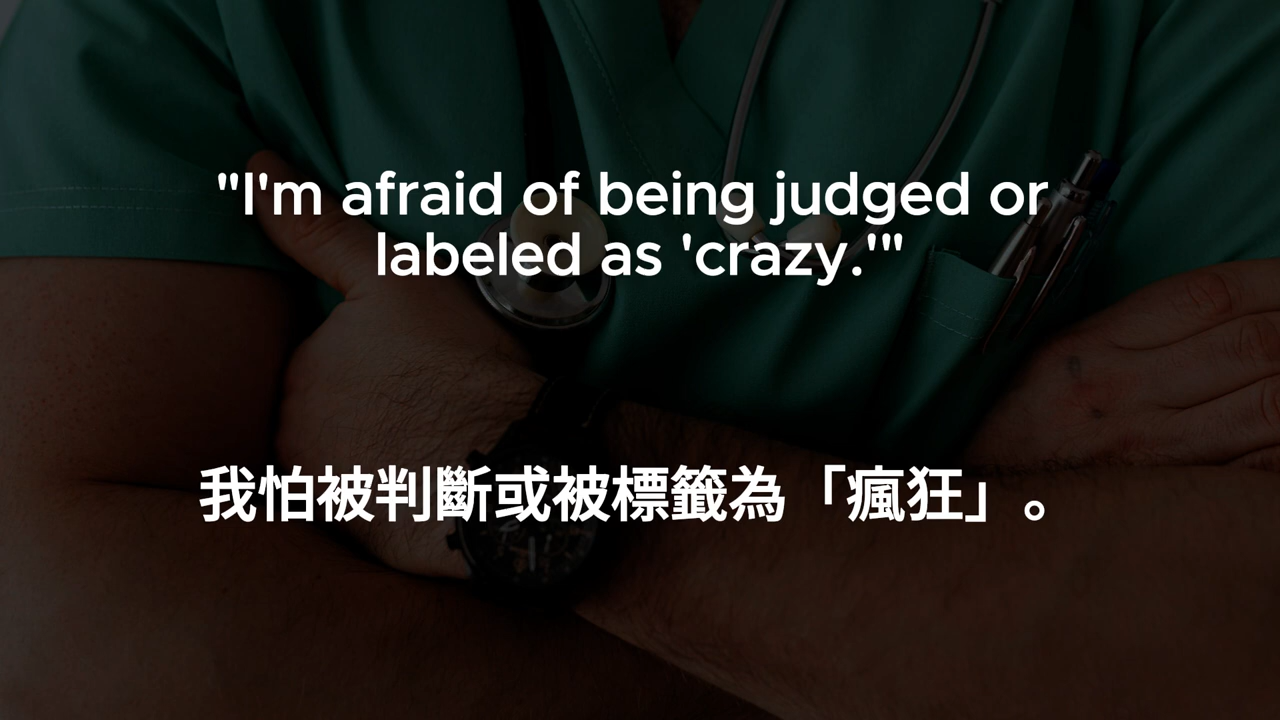 "I'm afraid of being judged or
labeled as 'crazy.'"
我怕被判斷或被標籤為「瘋狂」。